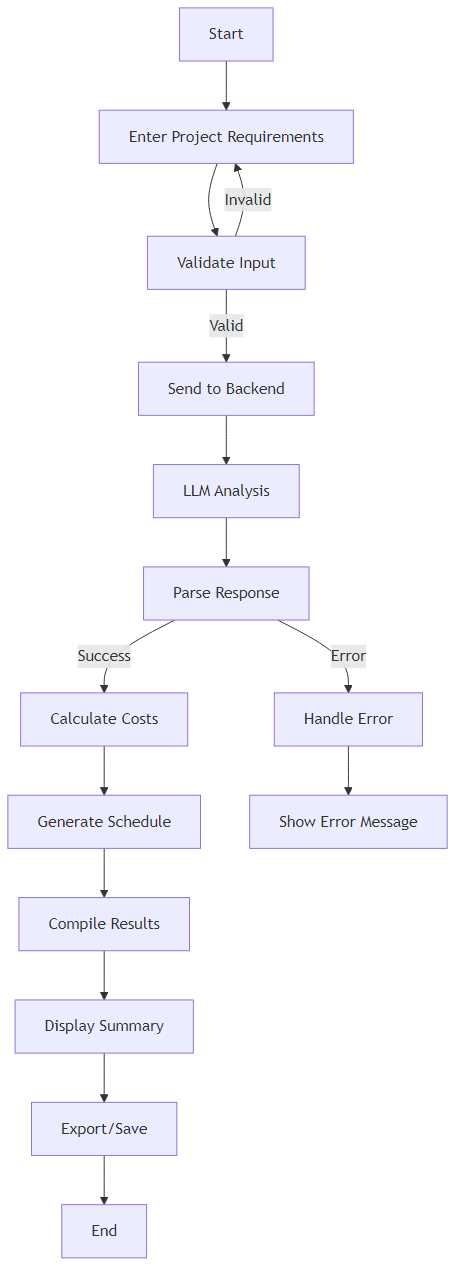 Start
Enter Project Requirements
Invalid
Validate Input
Valid
Send to Backend
LLM Analysis
Parse Response
Success
Error
Calculate Costs
Handle Error
Generate Schedule
Show Error Message
Compile Results
Display Summary
Export/Save
End